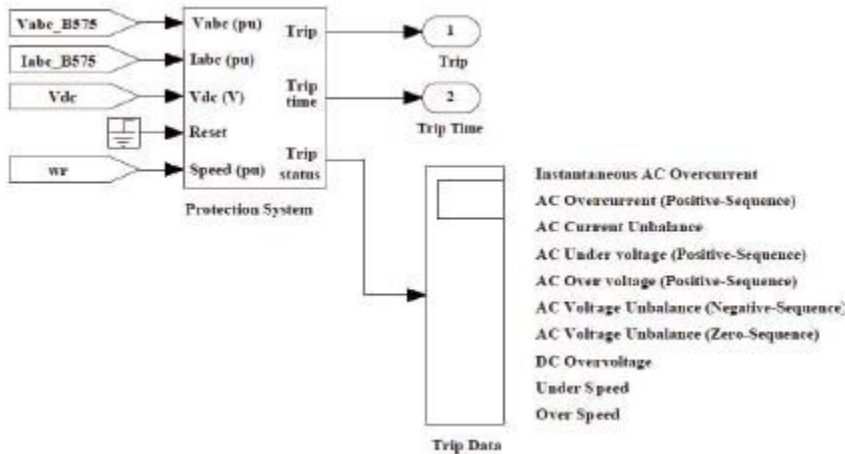 Vabc_B575
Iabc_B575
Vdc
wr
Vabc (pu)
Iabc (pu)
Vdc (V)
Reset
Speed (pu)
Trip
Trip
time
Trip
status
Protection System
1
Trip
2
Trip Time
Instantaneous AC Overcurrent
AC Overcurrent (Positive-Sequence)
AC Current Unbalance
AC Under voltage (Positive-Sequence)
AC Over voltage (Positive-Sequence)
AC Voltage Unbalance (Negative-Sequence)
AC Voltage Unbalance (Zero-Sequence)
DC Overvoltage
Under Speed
Over Speed
Trip Data